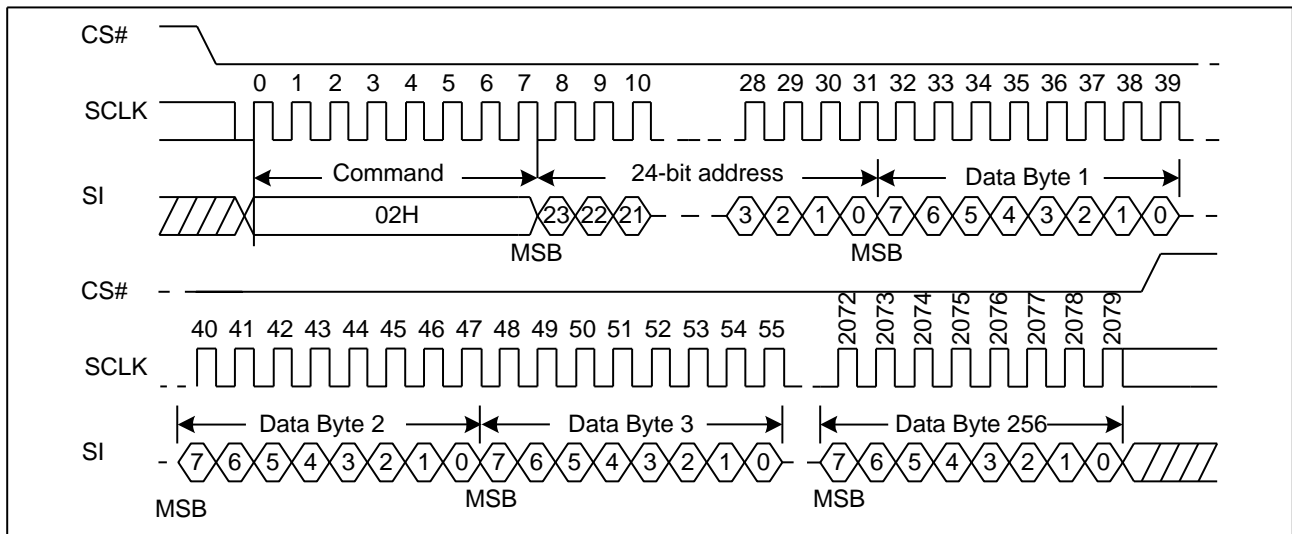 CS#
0 1 2 3 4 5 6 7 8 9 10 28 29 30 31 32 33 34 35 36 37 38 39
SCLK
Command 24-bit address Data Byte 1
SI
02H 23 22 21 3 2 1 0 7 6 5 4 3 2 1 0
MSB MSB
CS#
40 41 42 43 44 45 46 47 48 49 50 51 52 53 54 55 2072 2073 2074 2075 2076 2077 2078 2079
SCLK
Data Byte 2 Data Byte 3 Data Byte 256
SI
7 6 5 4 3 2 1 0 7 6 5 4 3 2 1 0 7 6 5 4 3 2 1 0
MSB MSB MSB